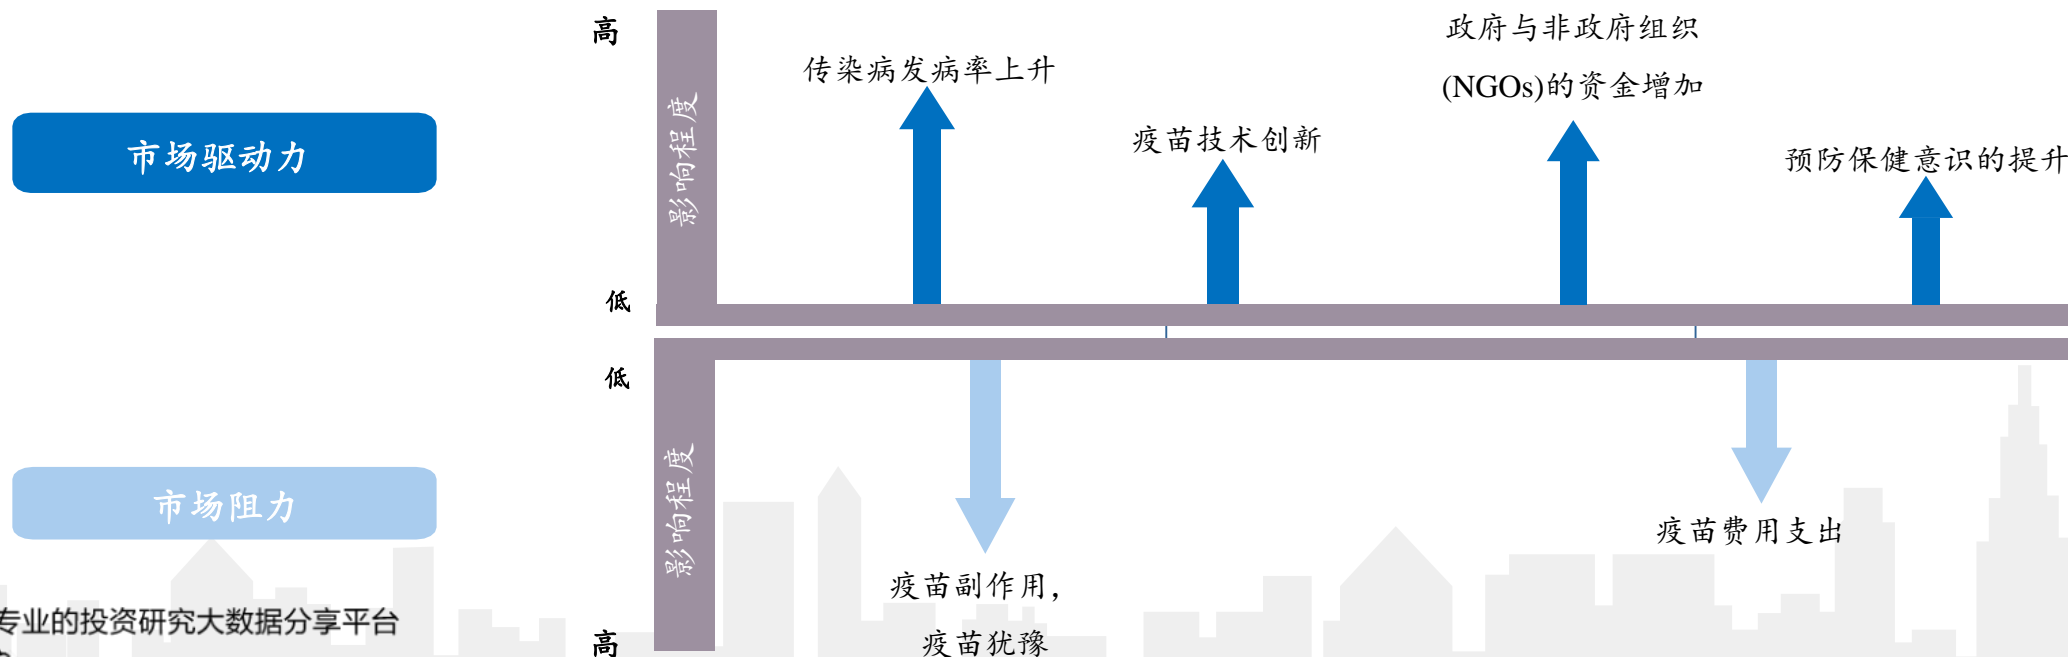 高
政府与非政府组织
(NGOs)的资金增加
传染病发病率上升
疫苗技术创新
市场驱动力
预防保健意识的提升
影响程度
低
低
影响程度
市场阻力
疫苗费用支出
疫苗副作用，
疫苗犹豫
专业的投资研究大数据分享平台
高